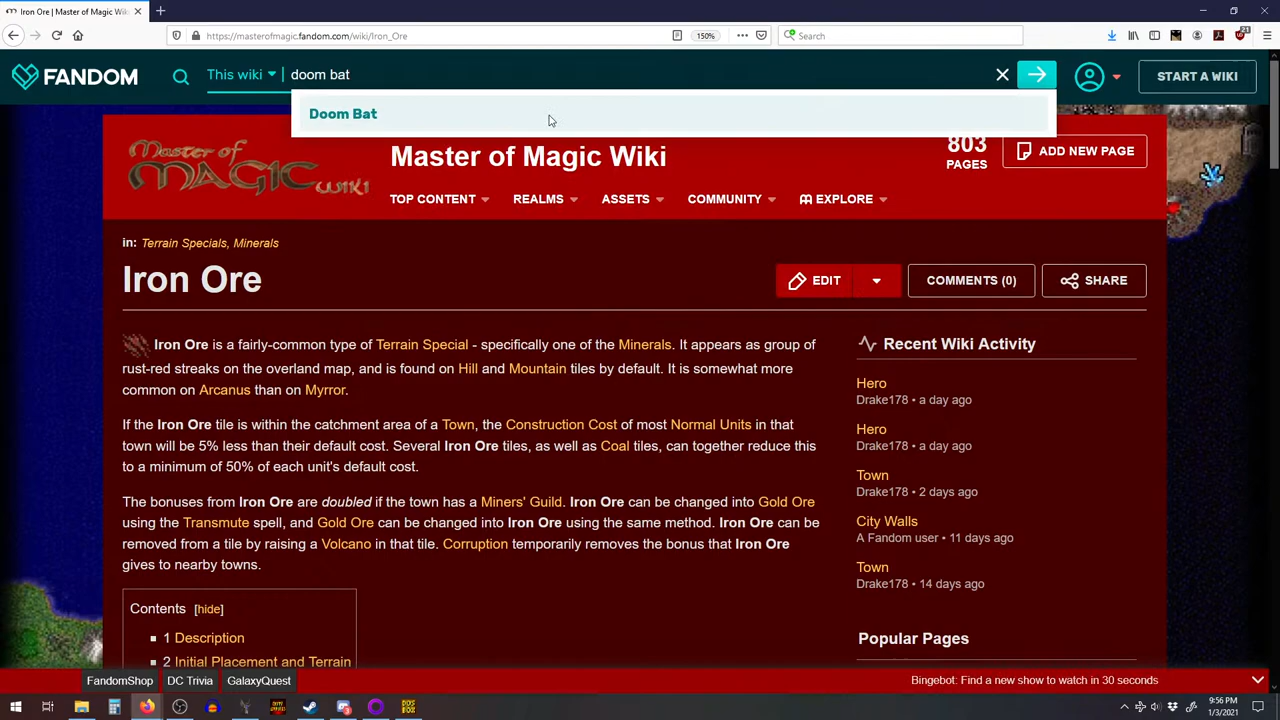 Iron Ore | Master of Magic Wiki
https://masterofmagic.fandom.com/wiki/Iron_Ore
150%
Search
21
FANDOM
This wiki
doom bat
START A WIKI
Doom Bat
Master of MAGIC WIKI
Master of Magic Wiki
803
PAGES
ADD NEW PAGE
TOP CONTENT
REALMS
ASSETS
COMMUNITY
EXPLORE
in: Terrain Specials, Minerals
Iron Ore
EDIT
COMMENTS (0)
SHARE
Iron Ore is a fairly-common type of Terrain Special - specifically one of the Minerals. It appears as group of
rust-red streaks on the overland map, and is found on Hill and Mountain tiles by default. It is somewhat more
common on Arcanus than on Myrror.
If the Iron Ore tile is within the catchment area of a Town, the Construction Cost of most Normal Units in that
town will be 5% less than their default cost. Several Iron Ore tiles, as well as Coal tiles, can together reduce this
to a minimum of 50% of each unit's default cost.
The bonuses from Iron Ore are doubled if the town has a Miners' Guild. Iron Ore can be changed into Gold Ore
using the Transmute spell, and Gold Ore can be changed into Iron Ore using the same method. Iron Ore can be
removed from a tile by raising a Volcano in that tile. Corruption temporarily removes the bonus that Iron Ore
gives to nearby towns.
Contents [hide]
1 Description
2 Initial Placement and Terrain
Recent Wiki Activity
Hero
Drake178 • a day ago
Hero
Drake178 • a day ago
Town
Drake178 • 2 days ago
City Walls
A Fandom user • 11 days ago
Town
Drake178 • 14 days ago
Popular Pages
FandomShop
DC Trivia
GalaxyQuest
Bingebot: Find a new show to watch in 30 seconds
9:56 PM
1/3/2021